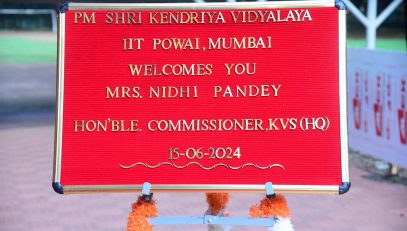 PM SHRI KENDRIYA VIDYALAYA
IIT POWAI, MUMBAI
WELCOMES YOU
MRS. NIDHI PANDEY
HON'BLE. COMMISSIONER, KVS (HQ)
15-06-2024